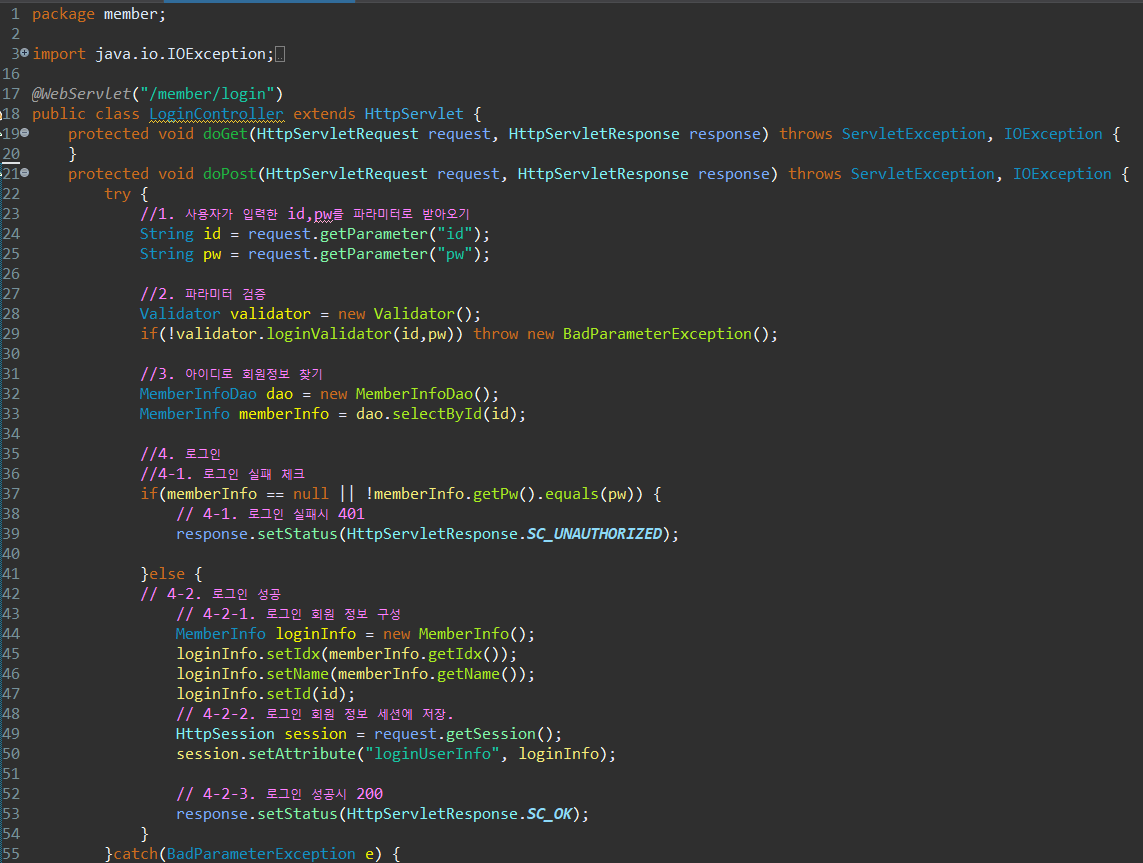 1 package member;
2
3 import java.io.IOException;
16
17 @WebServlet("/member/login")
18 public class LoginController extends HttpServlet {
19 protected void doGet(HttpServletRequest request, HttpServletResponse response) throws ServletException, IOException {
20 }
21 protected void doPost(HttpServletRequest request, HttpServletResponse response) throws ServletException, IOException {
22 try {
23 //1. 사용자가 입력한 id,pw를 파라미터로 받아오기
24 String id = request.getParameter("id");
25 String pw = request.getParameter("pw");
26
27 //2. 파라미터 검증
28 Validator validator = new Validator();
29 if(!validator.loginValidator(id,pw)) throw new BadParameterException();
30
31 //3. 아이디로 회원정보 찾기
32 MemberInfoDao dao = new MemberInfoDao();
33 MemberInfo memberInfo = dao.selectById(id);
34
35 //4. 로그인
36 //4-1. 로그인 실패 체크
37 if(memberInfo == null || !memberInfo.getPw().equals(pw)) {
38 // 4-1. 로그인 실패시 401
39 response.setStatus(HttpServletResponse.SC_UNAUTHORIZED);
40
41 }else {
42 // 4-2. 로그인 성공
43 // 4-2-1. 로그인 회원 정보 구성
44 MemberInfo loginInfo = new MemberInfo();
45 loginInfo.setIdx(memberInfo.getIdx());
46 loginInfo.setName(memberInfo.getName());
47 loginInfo.setId(id);
48 // 4-2-2. 로그인 회원 정보 세션에 저장.
49 HttpSession session = request.getSession();
50 session.setAttribute("loginUserInfo", loginInfo);
51
52 // 4-2-3. 로그인 성공시 200
53 response.setStatus(HttpServletResponse.SC_OK);
54 }
55 }catch(BadParameterException e) {